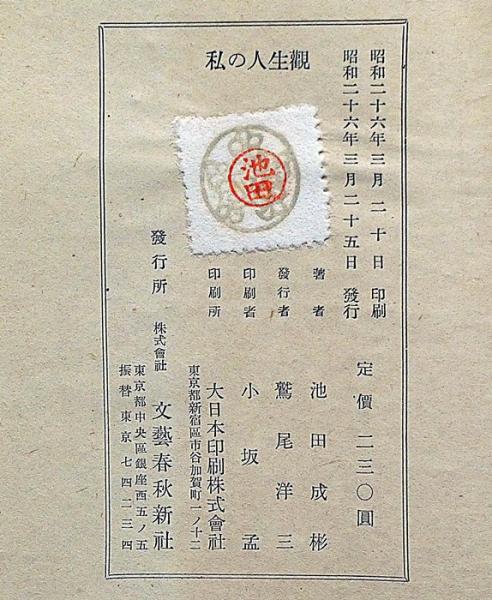 私の人生觀
昭和二十六年三月二十日 印刷
昭和二十六年三月二十五日 發行
定價 二三〇圓
池田
著者 池田成彬
發行者 鷲尾洋三
印刷者 小坂孟
印刷所 大日本印刷株式會社
東京都新宿區市谷加賀町一ノ十二
發行所 株式會社 文藝春秋新社
東京都中央區銀座西五ノ五
振替東京七四二三四